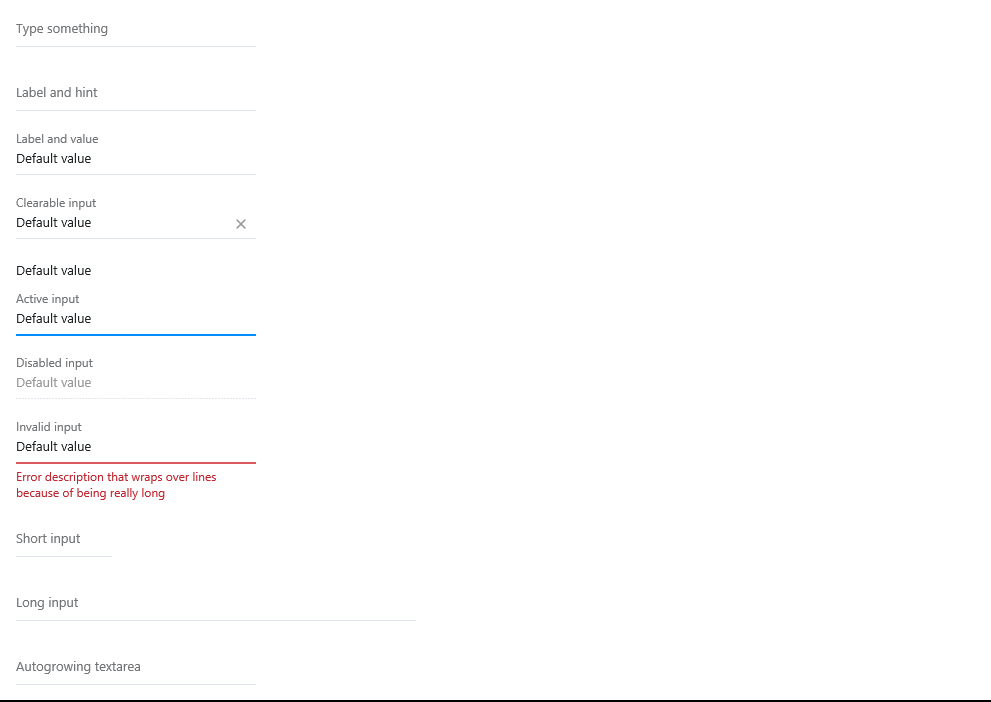 Type something
Label and hint
Label and value
Default value
Clearable input
Default value
Default value
Active input
Default value
Disabled input
Default value
Invalid input
Default value
Error description that wraps over lines
because of being really long
Short input
Long input
Autogrowing textarea